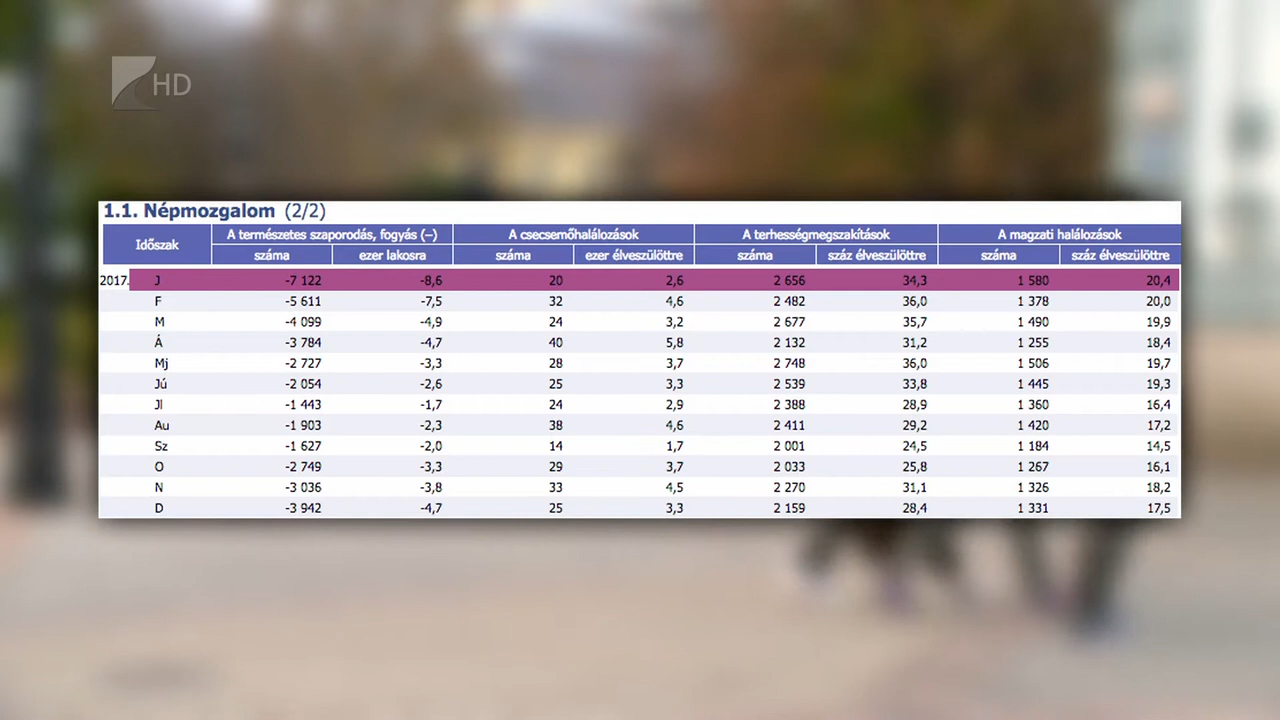 HD
1.1. Népmozgalom (2/2)
Időszak A természetes szaporodás, fogyás (–) A csecsemőhalálozások A terhességmegszakítások A magzati halálozások
száma ezer lakosra száma ezer élveszülöttre száma száz élveszülöttre száma száz élveszülöttre
2017. J -7 122 -8,6 20 2,6 2 656 34,3 1 580 20,4
F -5 611 -7,5 32 4,6 2 482 36,0 1 378 20,0
M -4 099 -4,9 24 3,2 2 677 35,7 1 490 19,9
Á -3 784 -4,7 40 5,8 2 132 31,2 1 255 18,4
Mj -2 727 -3,3 28 3,7 2 748 36,0 1 506 19,7
Jú -2 054 -2,6 25 3,3 2 539 33,8 1 445 19,3
Jl -1 443 -1,7 24 2,9 2 388 28,9 1 360 16,4
Au -1 903 -2,3 38 4,6 2 411 29,2 1 420 17,2
Sz -1 627 -2,0 14 1,7 2 001 24,5 1 184 14,5
O -2 749 -3,3 29 3,7 2 033 25,8 1 267 16,1
N -3 036 -3,8 33 4,5 2 270 31,1 1 326 18,2
D -3 942 -4,7 25 3,3 2 159 28,4 1 331 17,5